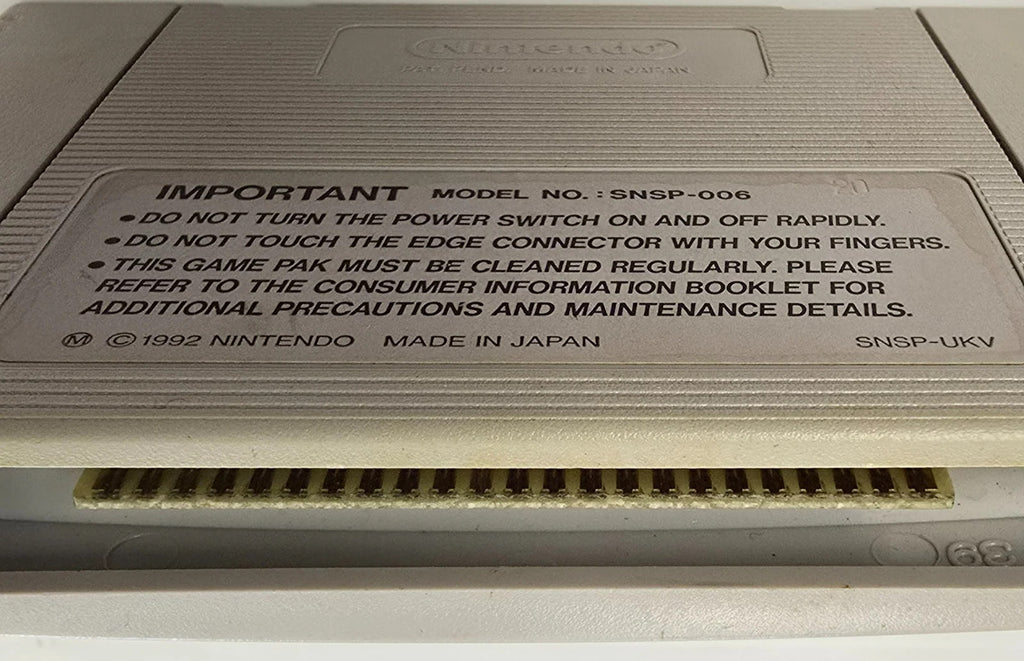 Nintendo®
PAT. PEND. MADE IN JAPAN
IMPORTANT MODEL NO. : SNSP-006
●DO NOT TURN THE POWER SWITCH ON AND OFF RAPIDLY.
●DO NOT TOUCH THE EDGE CONNECTOR WITH YOUR FINGERS.
●THIS GAME PAK MUST BE CLEANED REGULARLY. PLEASE
REFER TO THE CONSUMER INFORMATION BOOKLET FOR
ADDITIONAL PRECAUTIONS AND MAINTENANCE DETAILS.
Ⓜ © 1992 NINTENDO MADE IN JAPAN SNSP-UKV